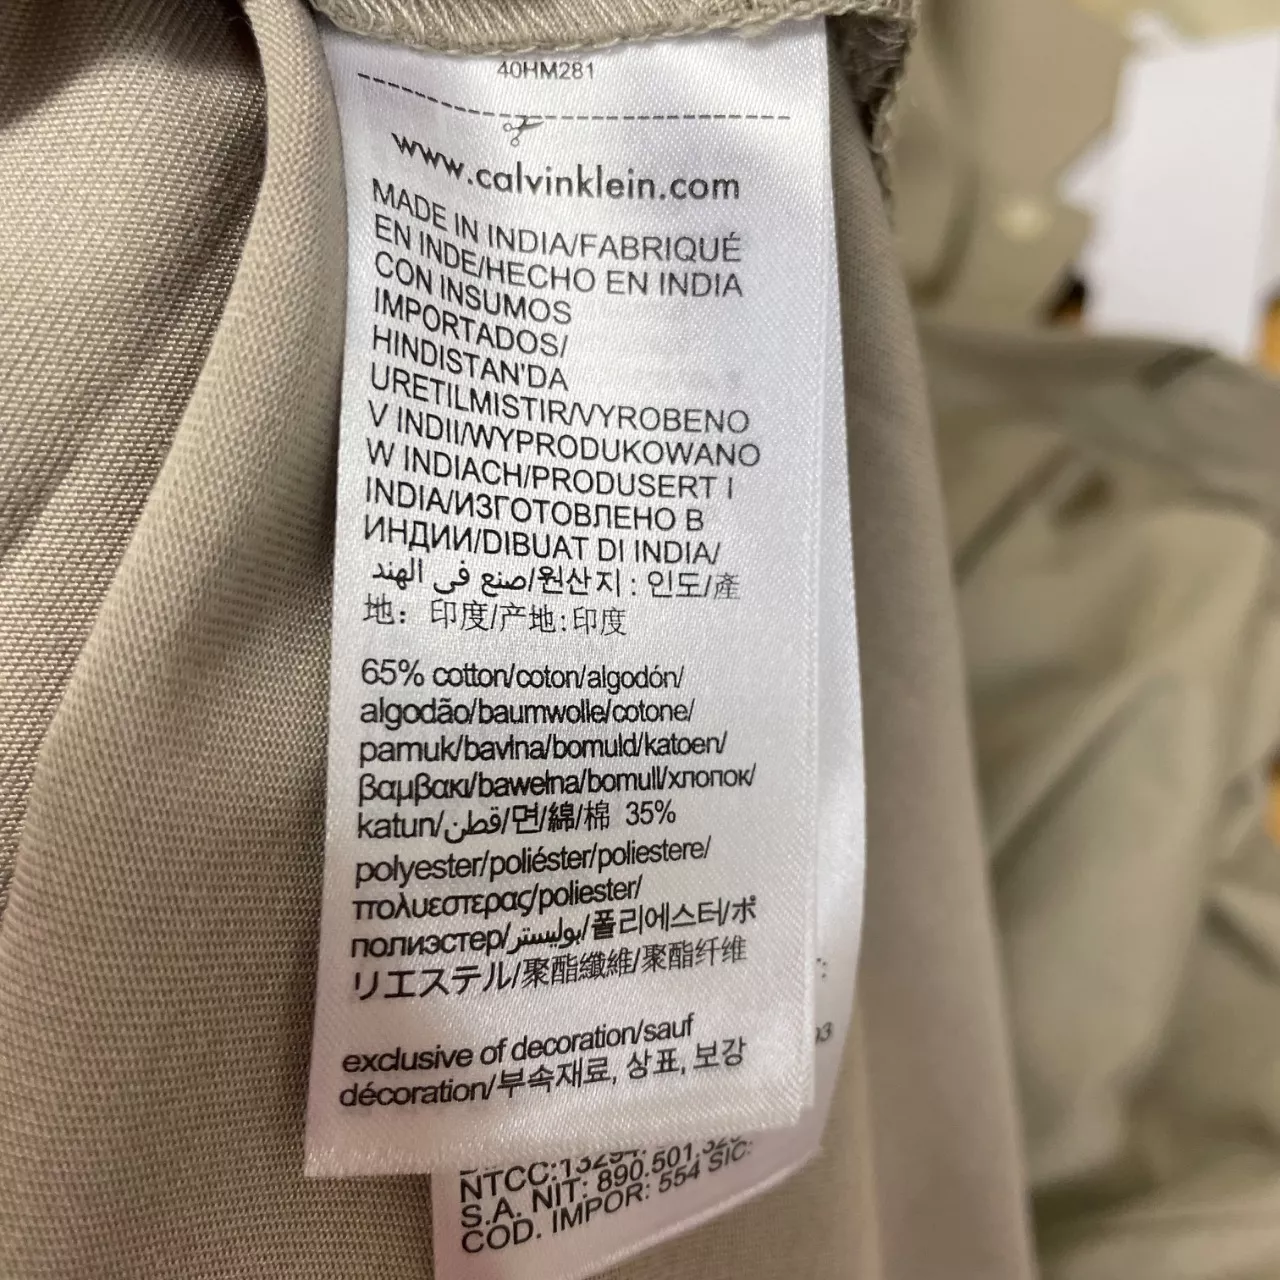 40HM281
www.calvinklein.com
MADE IN INDIA/FABRIQUÉ
EN INDE/HECHO EN INDIA
CON INSUMOS
IMPORTADOS/
HINDISTAN'DA
URETILMISTIR/VYROBENO
V INDII/WYPRODUKOWANO
W INDIACH/PRODUSERT I
INDIA/ИЗГОТОВЛЕНО В
ИНДИИ/DIBUAT DI INDIA/
صنع في الهند/원산지 : 인도/產
地： 印度/产地:印度
65% cotton/coton/algodón/
algodão/baumwolle/cotone/
pamuk/bavlna/bomuld/katoen/
βαμβακι/bawełna/bomull/хлопок/
katun/قطن/면/綿/棉 35%
polyester/poliéster/poliestere/
πολυεστερας/poliester/
полиэстер/بوليستر/폴리에스터/ポ
リエステル/聚酯纖維/聚酯纤维
exclusive of decoration/sauf
décoration/부속재료, 상표, 보강
NTCC:
S.A. NIT: 890.501.
COD. IMPOR: 554 SIC: